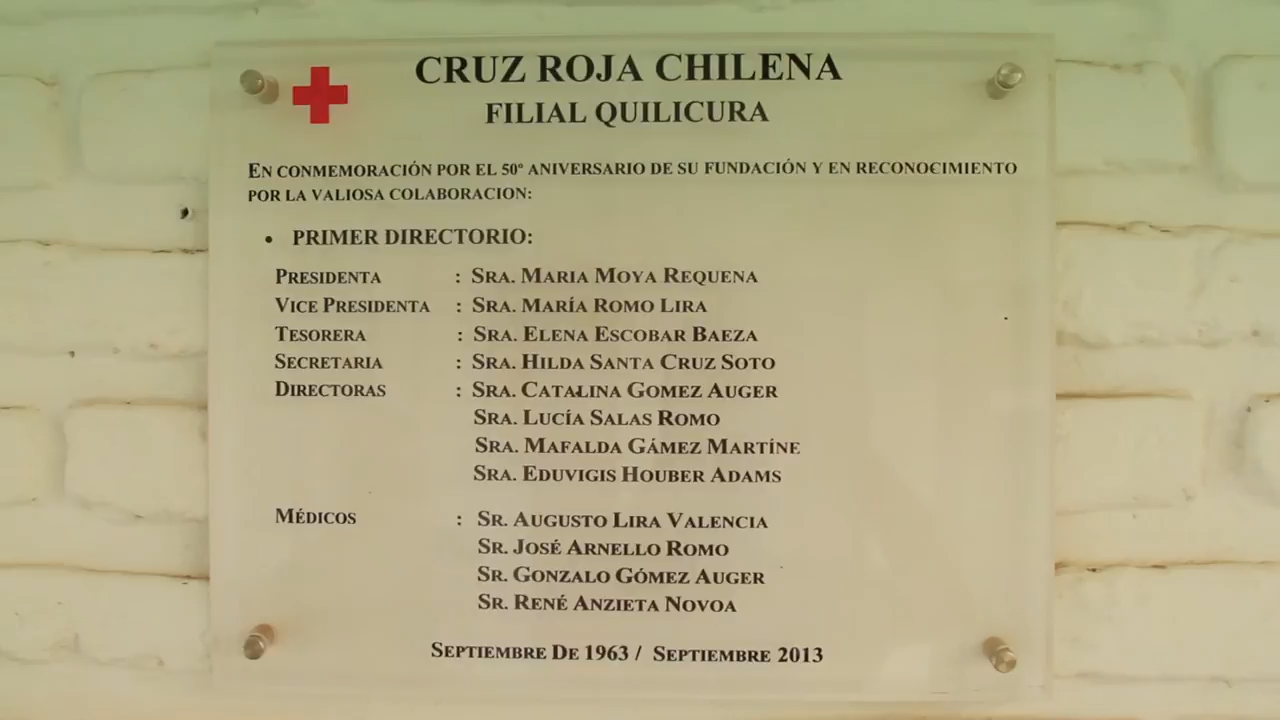 CRUZ ROJA CHILENA
FILIAL QUILICURA
EN CONMEMORACIÓN POR EL 50º ANIVERSARIO DE SU FUNDACIÓN Y EN RECONOCIMIENTO
POR LA VALIOSA COLABORACION:
• PRIMER DIRECTORIO:
PRESIDENTA : SRA. MARIA MOYA REQUENA
VICE PRESIDENTA : SRA. MARÍA ROMO LIRA
TESORERA : SRA. ELENA ESCOBAR BAEZA
SECRETARIA : SRA. HILDA SANTA CRUZ SOTO
DIRECTORAS : SRA. CATALINA GOMEZ AUGER
SRA. LUCÍA SALAS ROMO
SRA. MAFALDA GÁMEZ MARTÍNE
SRA. EDUVIGIS HOUBER ADAMS
MÉDICOS : SR. AUGUSTO LIRA VALENCIA
SR. JOSÉ ARNELLO ROMO
SR. GONZALO GÓMEZ AUGER
SR. RENÉ ANZIETA NOVOA
SEPTIEMBRE DE 1963 / SEPTIEMBRE 2013